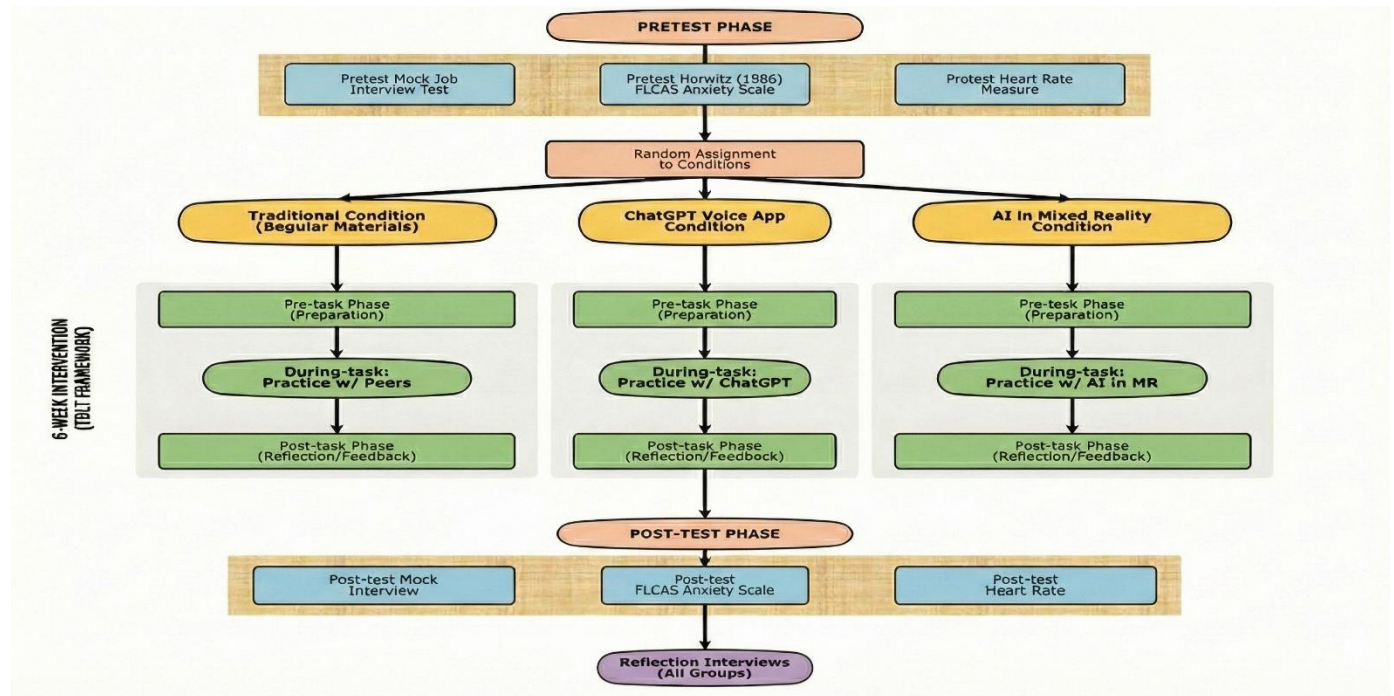 PRETEST PHASE
Pretest Mock Job
Interview Test
Pretest Horwitz (1986)
FLCAS Anxiety Scale
Protest Heart Rate
Measure
Random Assignment
to Conditions
Traditional Condition
(Begular Materials)
ChatGPT Voice App
Condition
AI in Mixed Reality
Condition
6-WEEK INTERVENTION
(TBLT FRAMEWORK)
Pre-task Phase
(Preparation)
Pre-task Phase
(Preparation)
Pre-tesk Phase
(Preparation)
During-task:
Practice w/ Peers
During-task:
Practice w/ ChatGPT
During-task:
Practice w/ AI in MR
Post-task Phase
(Reflection/Feedback)
Post-task Phase
(Reflection/Feedback)
Post-task Phase
(Reflection/Feedback)
POST-TEST PHASE
Post-test Mock
Interview
Post-test
FLCAS Anxiety Scale
Post-test
Heart Rate
Reflection Interviews
(All Groups)